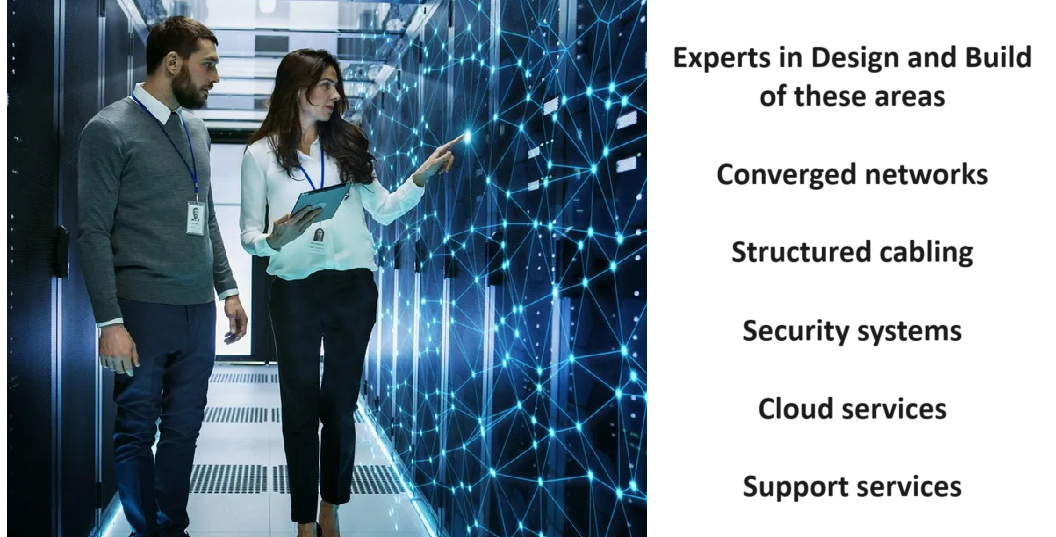 Experts in Design and Build
of these areas
Converged networks
Structured cabling
Security systems
Cloud services
Support services